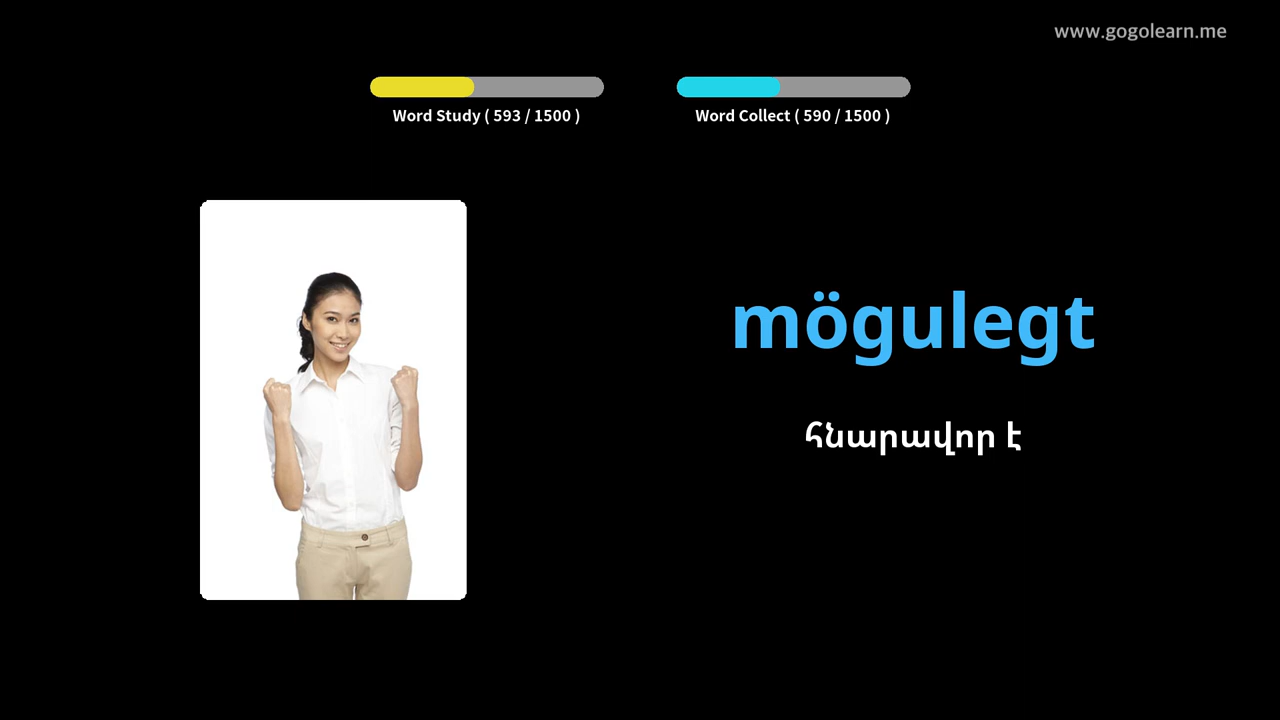 www.gogolearn.me
Word Study ( 593 / 1500 )
Word Collect ( 590 / 1500 )
mögulegt
հնարավոր է